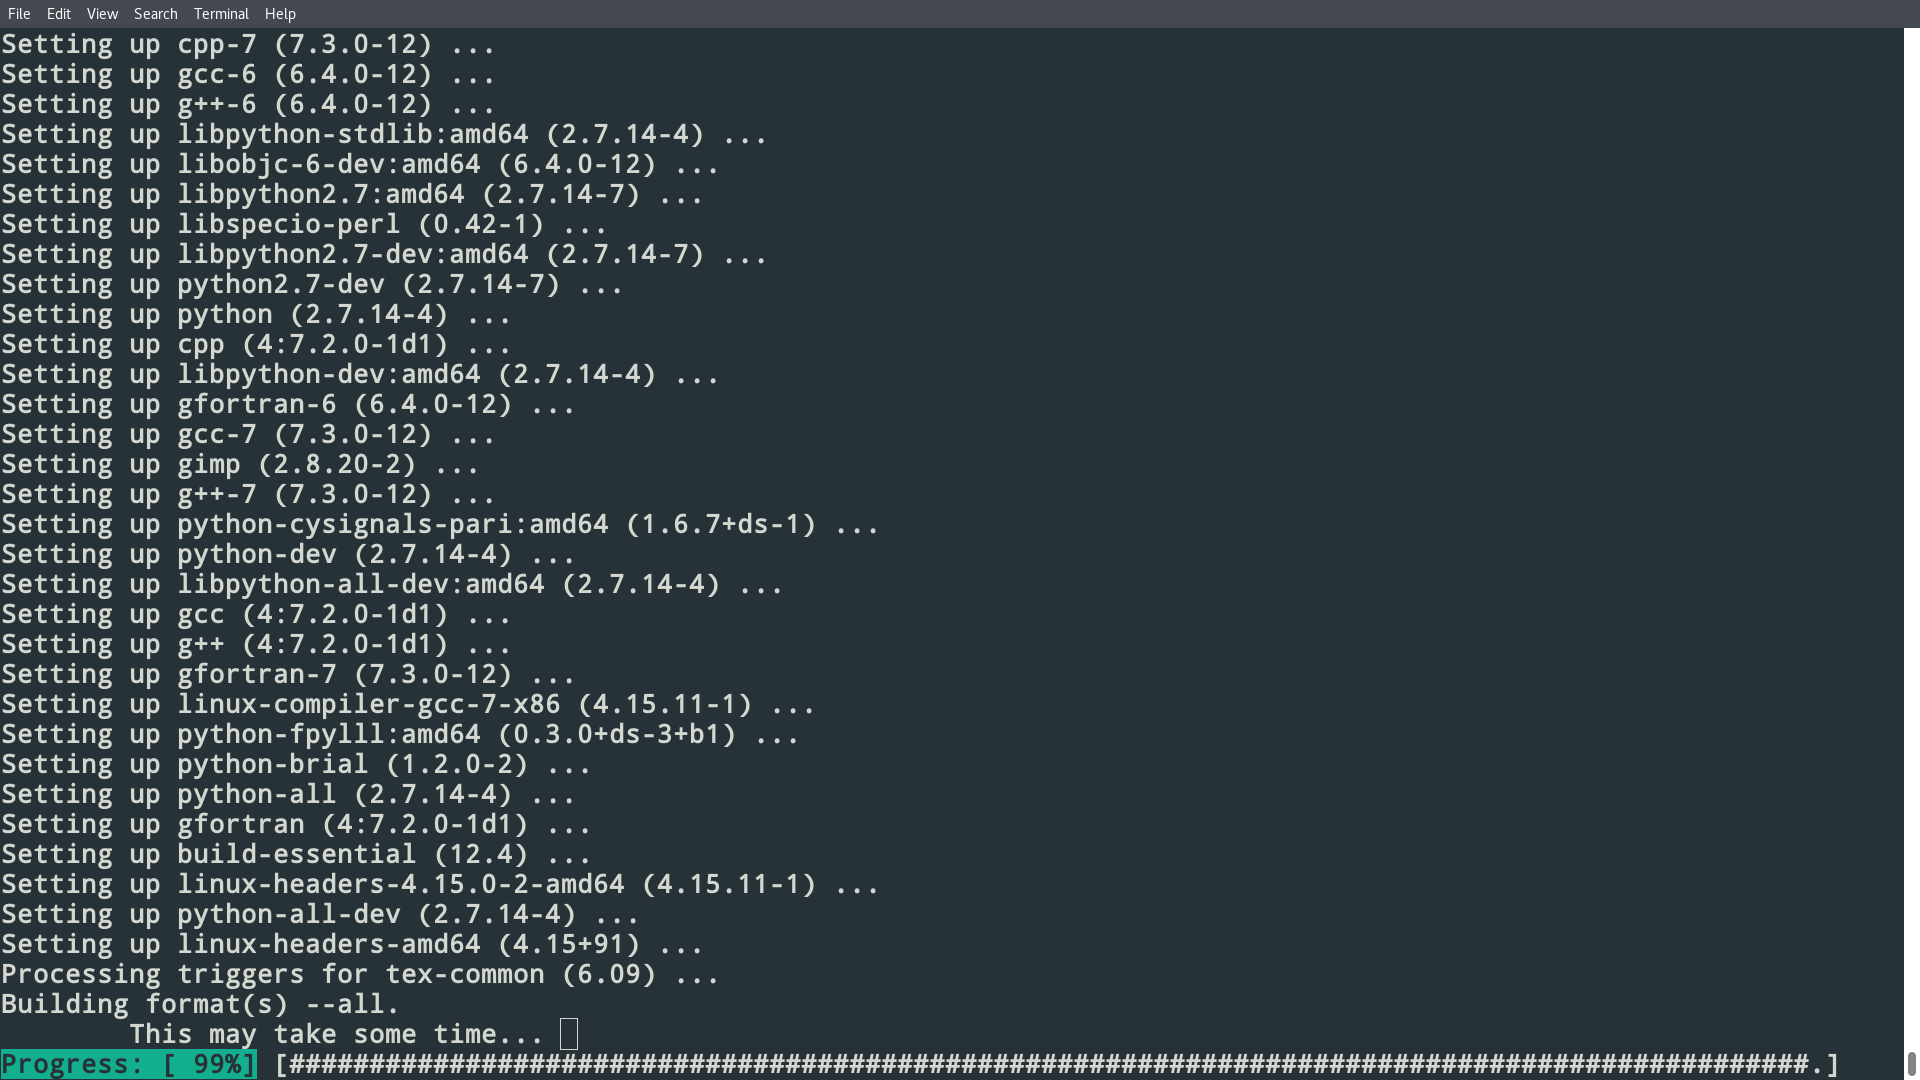 File Edit View Search Terminal Help
Setting up cpp-7 (7.3.0-12) ...
Setting up gcc-6 (6.4.0-12) ...
Setting up g++-6 (6.4.0-12) ...
Setting up libpython-stdlib:amd64 (2.7.14-4) ...
Setting up libobjc-6-dev:amd64 (6.4.0-12) ...
Setting up libpython2.7:amd64 (2.7.14-7) ...
Setting up libspecio-perl (0.42-1) ...
Setting up libpython2.7-dev:amd64 (2.7.14-7) ...
Setting up python2.7-dev (2.7.14-7) ...
Setting up python (2.7.14-4) ...
Setting up cpp (4:7.2.0-1d1) ...
Setting up libpython-dev:amd64 (2.7.14-4) ...
Setting up gfortran-6 (6.4.0-12) ...
Setting up gcc-7 (7.3.0-12) ...
Setting up gimp (2.8.20-2) ...
Setting up g++-7 (7.3.0-12) ...
Setting up python-cysignals-pari:amd64 (1.6.7+ds-1) ...
Setting up python-dev (2.7.14-4) ...
Setting up libpython-all-dev:amd64 (2.7.14-4) ...
Setting up gcc (4:7.2.0-1d1) ...
Setting up g++ (4:7.2.0-1d1) ...
Setting up gfortran-7 (7.3.0-12) ...
Setting up linux-compiler-gcc-7-x86 (4.15.11-1) ...
Setting up python-fpylll:amd64 (0.3.0+ds-3+b1) ...
Setting up python-brial (1.2.0-2) ...
Setting up python-all (2.7.14-4) ...
Setting up gfortran (4:7.2.0-1d1) ...
Setting up build-essential (12.4) ...
Setting up linux-headers-4.15.0-2-amd64 (4.15.11-1) ...
Setting up python-all-dev (2.7.14-4) ...
Setting up linux-headers-amd64 (4.15+91) ...
Processing triggers for tex-common (6.09) ...
Building format(s) --all.
This may take some time...
Progress: [ 99%] [###############################################################################################.]